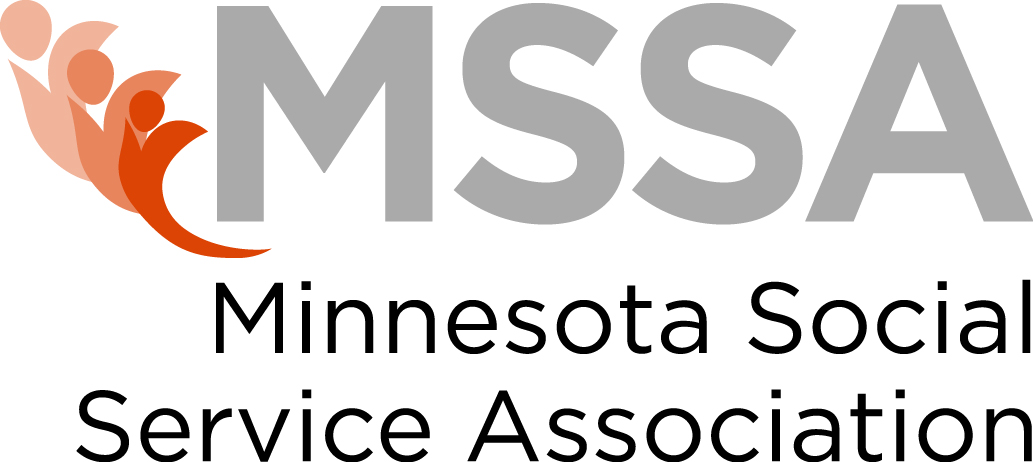 MSSA
Minnesota Social
Service Association